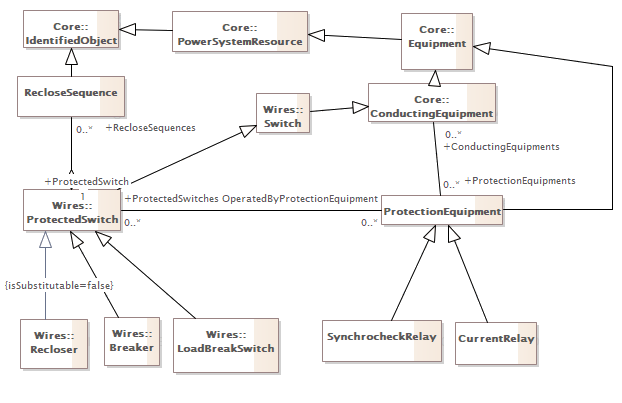 Core::
IdentifiedObject
Core::
PowerSystemResource
Core::
Equipment
RecloseSequence
Wires::
Switch
Core::
ConductingEquipment
0..*
+RecloseSequences
0..*
+ConductingEquipments
+ProtectedSwitch
1
0..*
+ProtectionEquipments
Wires::
ProtectedSwitch
+ProtectedSwitches OperatedByProtectionEquipment
0..*
0..*
ProtectionEquipment
{isSubstitutable=false}
Wires::
Recloser
Wires::
Breaker
Wires::
LoadBreakSwitch
SynchrocheckRelay
CurrentRelay